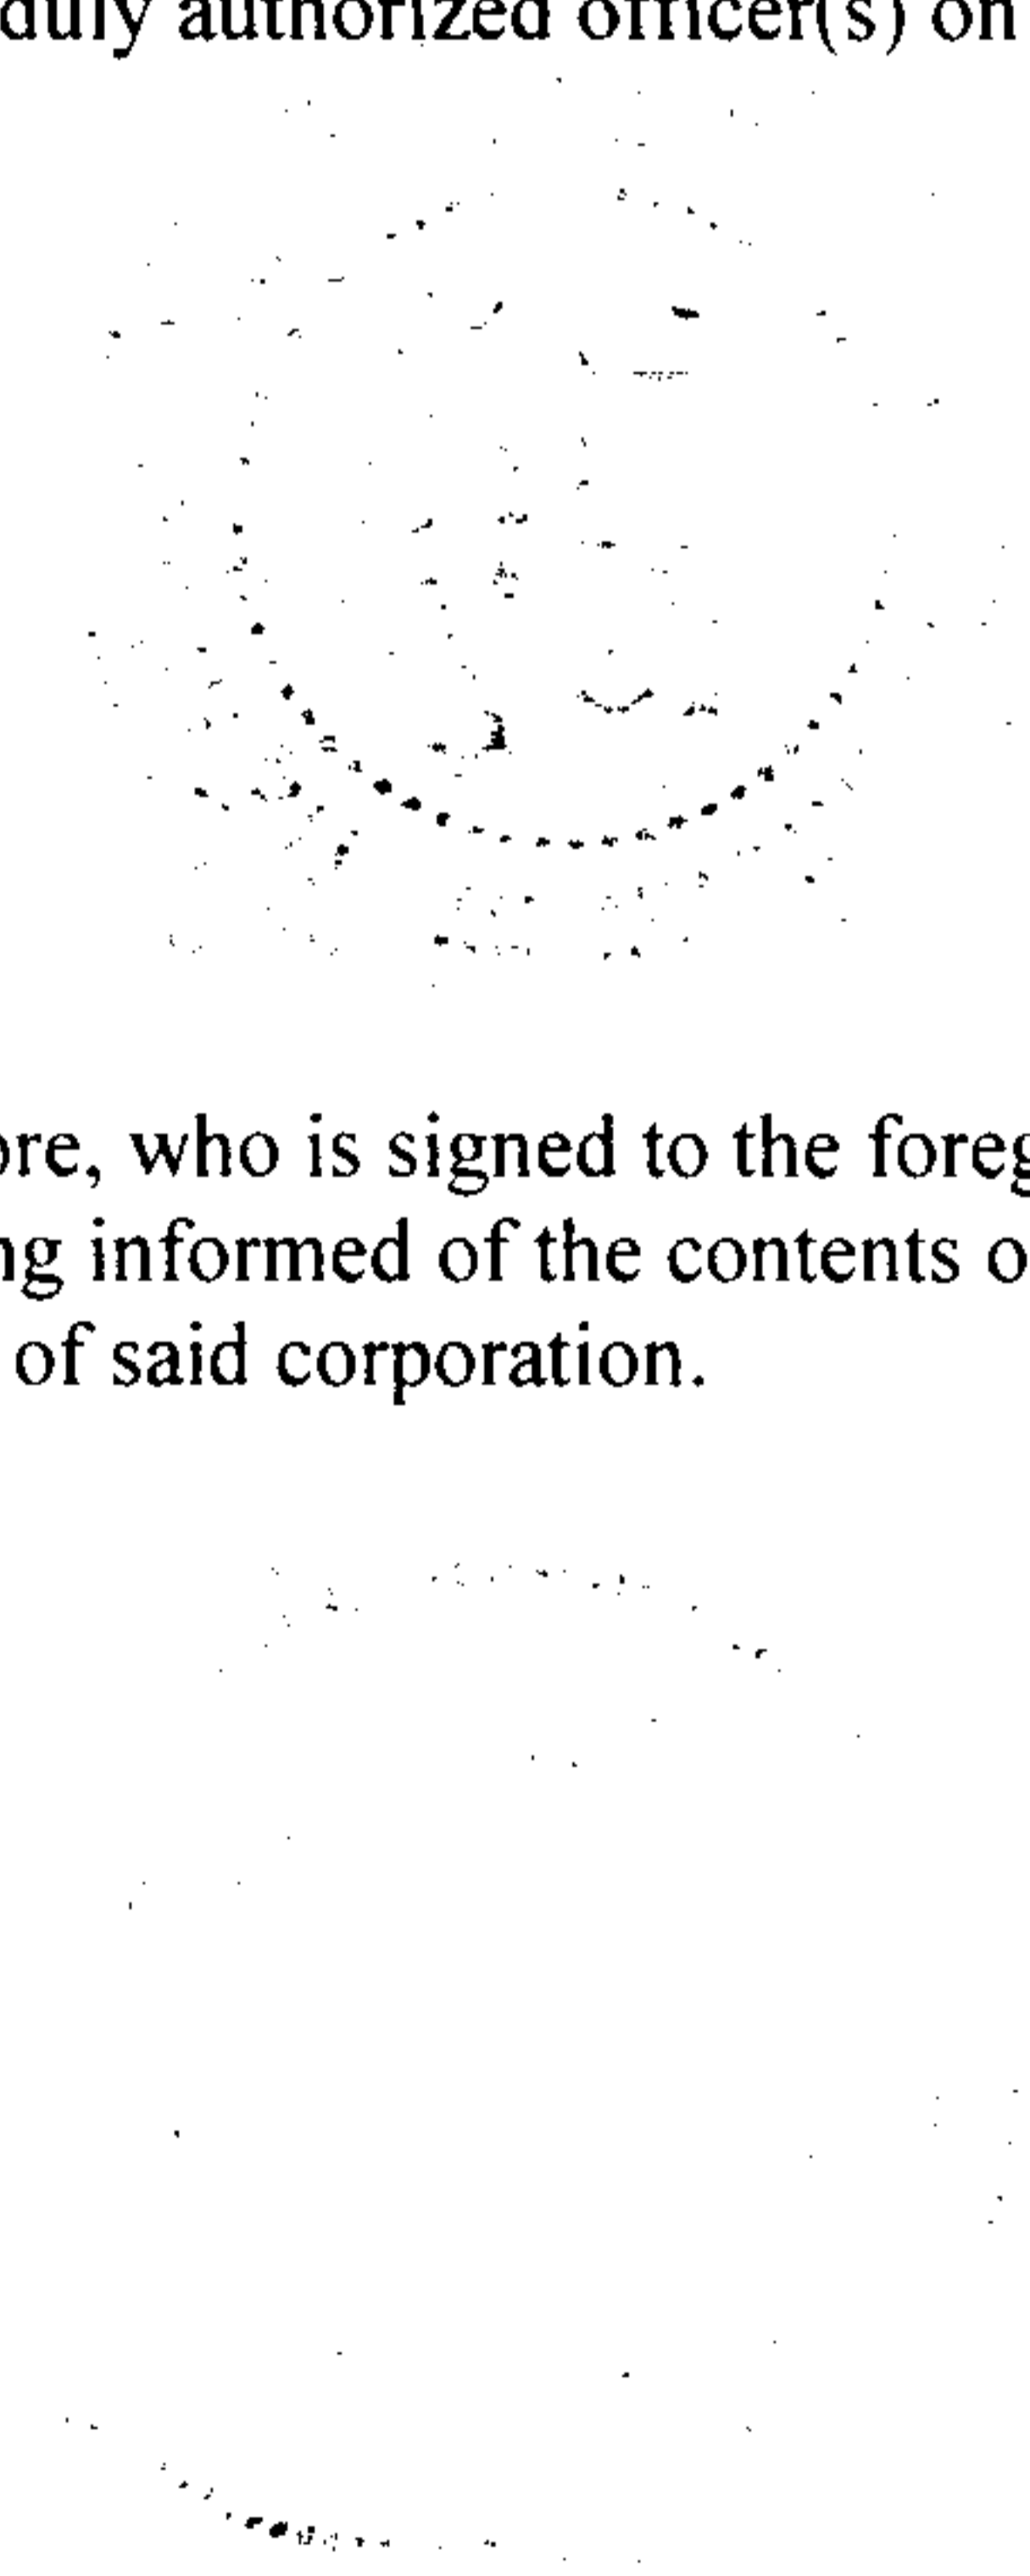 duly authorized officer(s) on
ore, who is signed to the foreg
ng informed of the contents o
of said corporation.